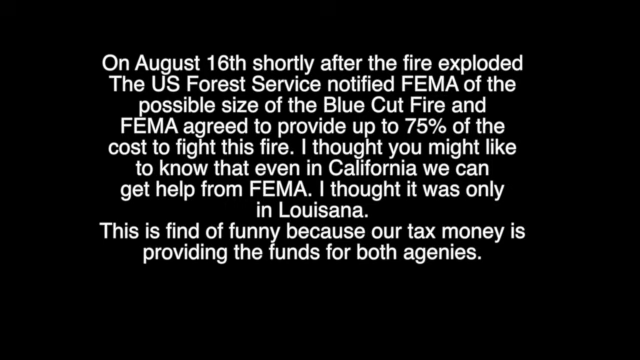 On August 16th shortly after the fire exploded
The US Forest Service notified FEMA of the
possible size of the Blue Cut Fire and
FEMA agreed to provide up to 75% of the
cost to fight this fire. I thought you might like
to know that even in California we can
get help from FEMA. I thought it was only
in Louisana.
This is find of funny because our tax money is
providing the funds for both agenies.